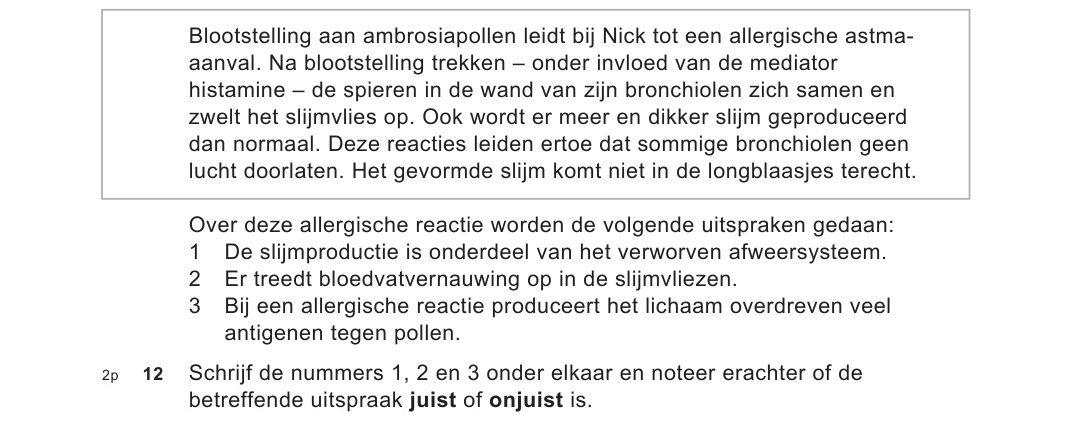 Blootstelling aan ambrosiapollen leidt bij Nick tot een allergische astma-
aanval. Na blootstelling trekken – onder invloed van de mediator
histamine – de spieren in de wand van zijn bronchiolen zich samen en
zwelt het slijmvlies op. Ook wordt er meer en dikker slijm geproduceerd
dan normaal. Deze reacties leiden ertoe dat sommige bronchiolen geen
lucht doorlaten. Het gevormde slijm komt niet in de longblaasjes terecht.
Over deze allergische reactie worden de volgende uitspraken gedaan:
1 De slijmproductie is onderdeel van het verworven afweersysteem.
2 Er treedt bloedvatvernauwing op in de slijmvliezen.
3 Bij een allergische reactie produceert het lichaam overdreven veel
antigenen tegen pollen.
2p 12 Schrijf de nummers 1, 2 en 3 onder elkaar en noteer erachter of de
betreffende uitspraak juist of onjuist is.